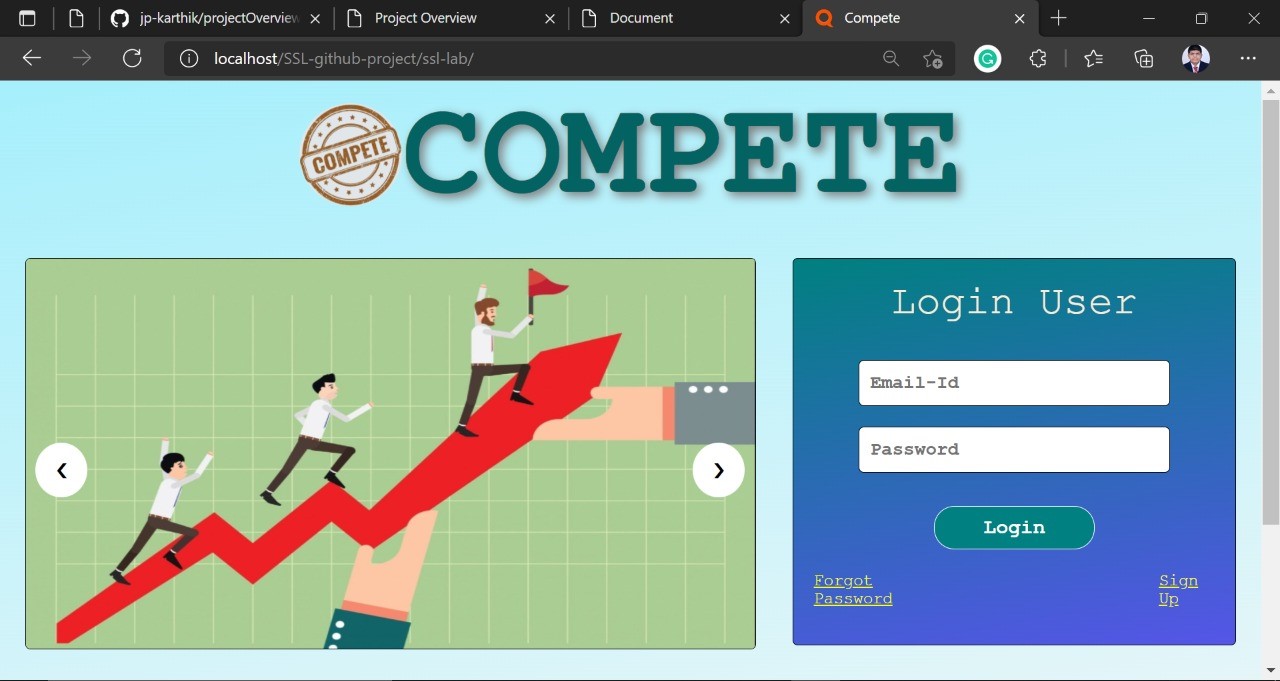 jp-karthik/projectOverview
Project Overview
Document
Compete
localhost/SSL-github-project/ssl-lab/
COMPETE
COMPETE
Login User
Email-Id
Password
Login
Forgot
Password
Sign
Up